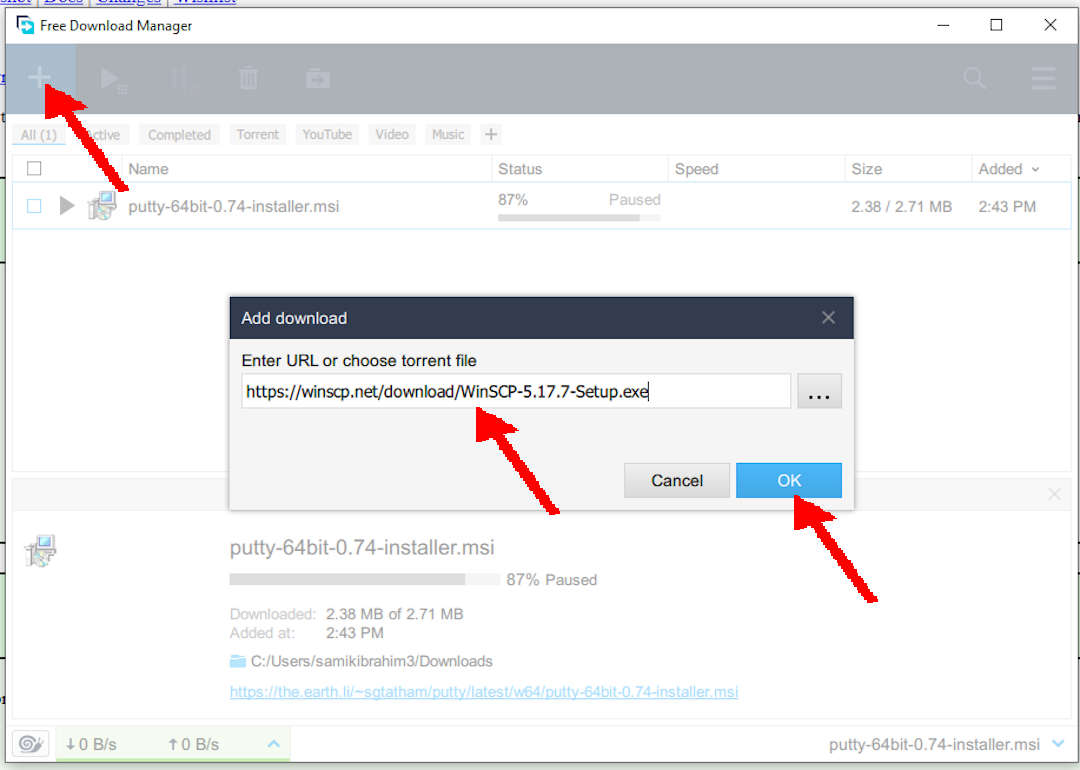 Docs | Changes | Wishlist
Free Download Manager
All (1) Active Completed Torrent YouTube Video Music +
Name Status Speed Size Added
putty-64bit-0.74-installer.msi 87% Paused 2.38 / 2.71 MB 2:43 PM
Add download
Enter URL or choose torrent file
https://winscp.net/download/WinSCP-5.17.7-Setup.exe ...
Cancel OK
putty-64bit-0.74-installer.msi
87% Paused
Downloaded: 2.38 MB of 2.71 MB
Added at: 2:43 PM
C:/Users/samikibrahim3/Downloads
https://the.earth.li/~sgtatham/putty/latest/w64/putty-64bit-0.74-installer.msi
0 B/s 0 B/s putty-64bit-0.74-installer.msi